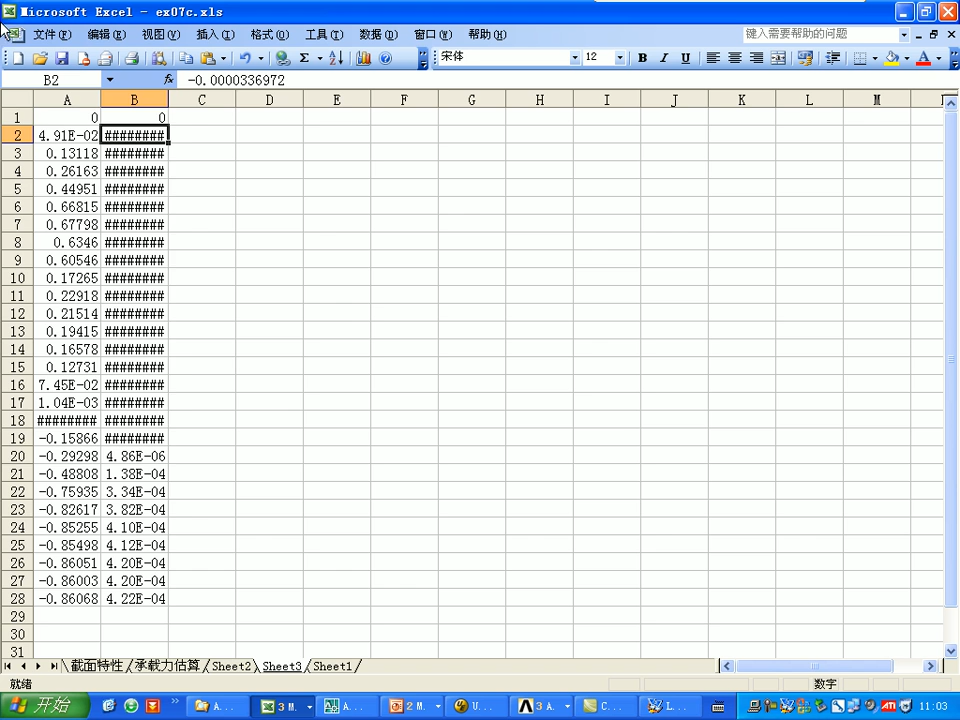 Microsoft Excel - ex07c.xls
文件(F) 编辑(E) 视图(V) 插入(I) 格式(O) 工具(T) 数据(D) 窗口(W) 帮助(H) 键入需要帮助的问题
宋体 12 B I U
B2 fx -0.0000336972
A B C D E F G H I J K L M
1 0 0
2 4.91E-02 ########
3 0.13118 ########
4 0.26163 ########
5 0.44951 ########
6 0.66815 ########
7 0.67798 ########
8 0.6346 ########
9 0.60546 ########
10 0.17265 ########
11 0.22918 ########
12 0.21514 ########
13 0.19415 ########
14 0.16578 ########
15 0.12731 ########
16 7.45E-02 ########
17 1.04E-03 ########
18 ######## ########
19 -0.15866 ########
20 -0.29298 4.86E-06
21 -0.48808 1.38E-04
22 -0.75935 3.34E-04
23 -0.82617 3.82E-04
24 -0.85255 4.10E-04
25 -0.85498 4.12E-04
26 -0.86051 4.20E-04
27 -0.86003 4.20E-04
28 -0.86068 4.22E-04
29
30
31
截面特性 承载力估算 Sheet2 Sheet3 Sheet1
就绪 数字
开始 A... 3 M. A... 2 M. U... 3 A. C... L... 11:03